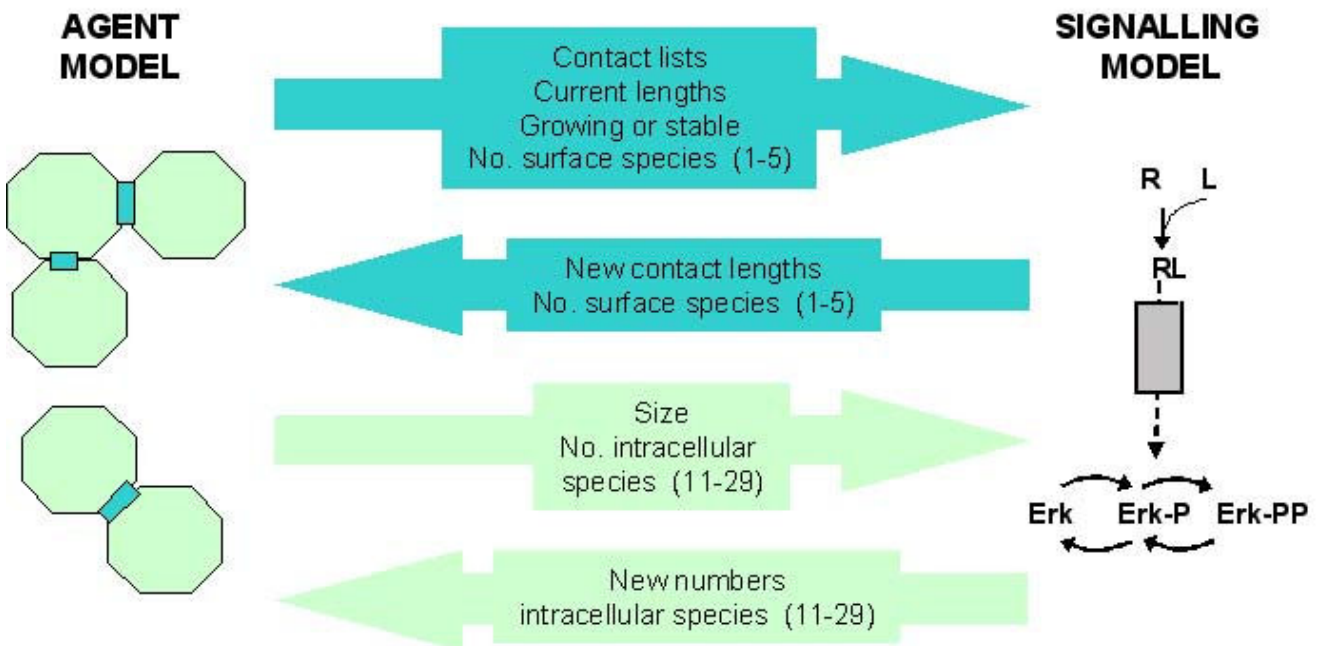 AGENT
MODEL
SIGNALLING
MODEL
Contact lists
Current lengths
Growing or stable
No. surface species (1-5)
New contact lengths
No. surface species (1-5)
Size
No. intracellular
species (11-29)
New numbers
intracellular species (11-29)
R L
RL
Erk Erk-P Erk-PP